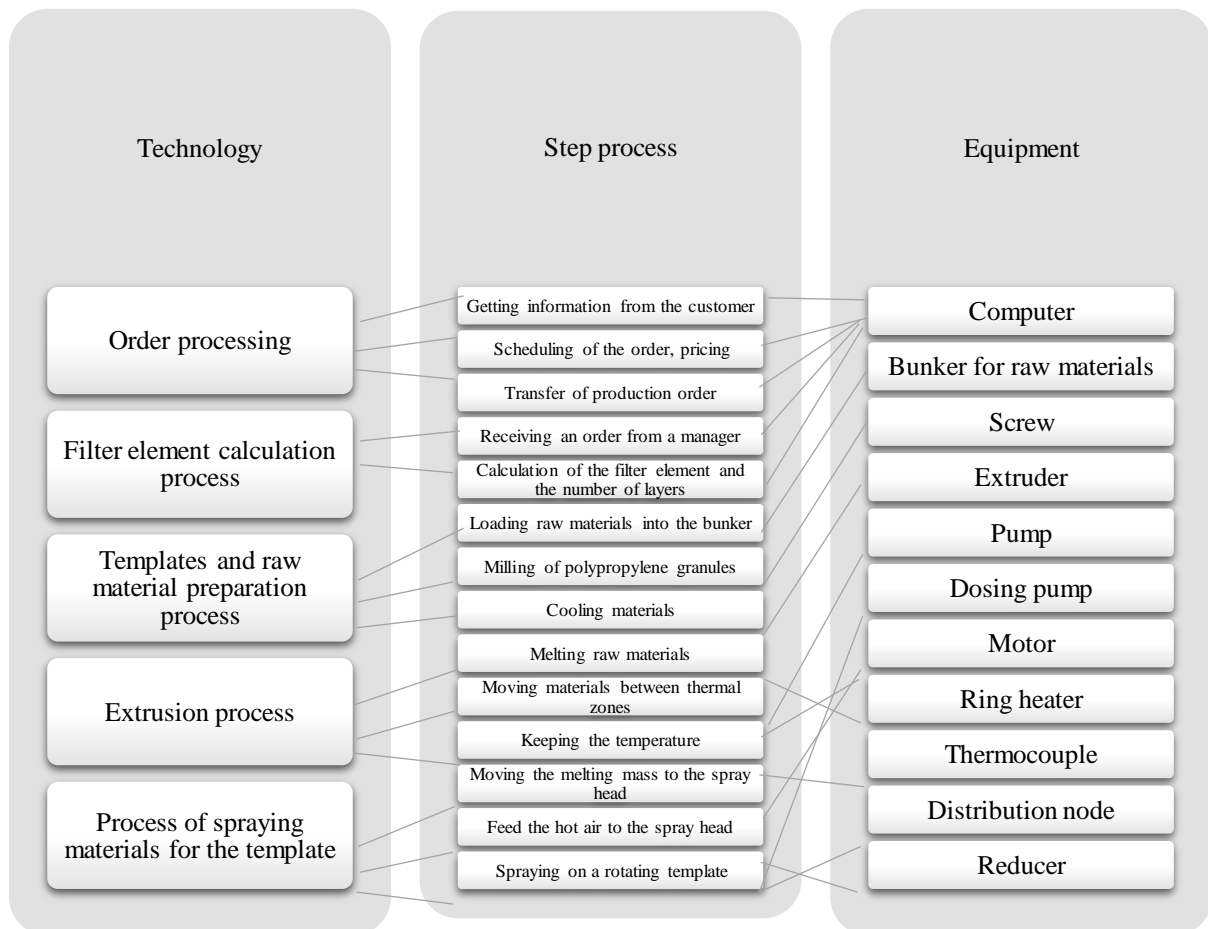 Technology
Order processing
Filter element calculation
process
Templates and raw
material preparation
process
Extrusion process
Process of spraying
materials for the template
Step process
Getting information from the customer
Scheduling of the order, pricing
Transfer of production order
Receiving an order from a manager
Calculation of the filter element and
the number of layers
Loading raw materials into the bunker
Milling of polypropylene granules
Cooling materials
Melting raw materials
Moving materials between thermal
zones
Keeping the temperature
Moving the melting mass to the spray
head
Feed the hot air to the spray head
Spraying on a rotating template
Equipment
Computer
Bunker for raw materials
Screw
Extruder
Pump
Dosing pump
Motor
Ring heater
Thermocouple
Distribution node
Reducer